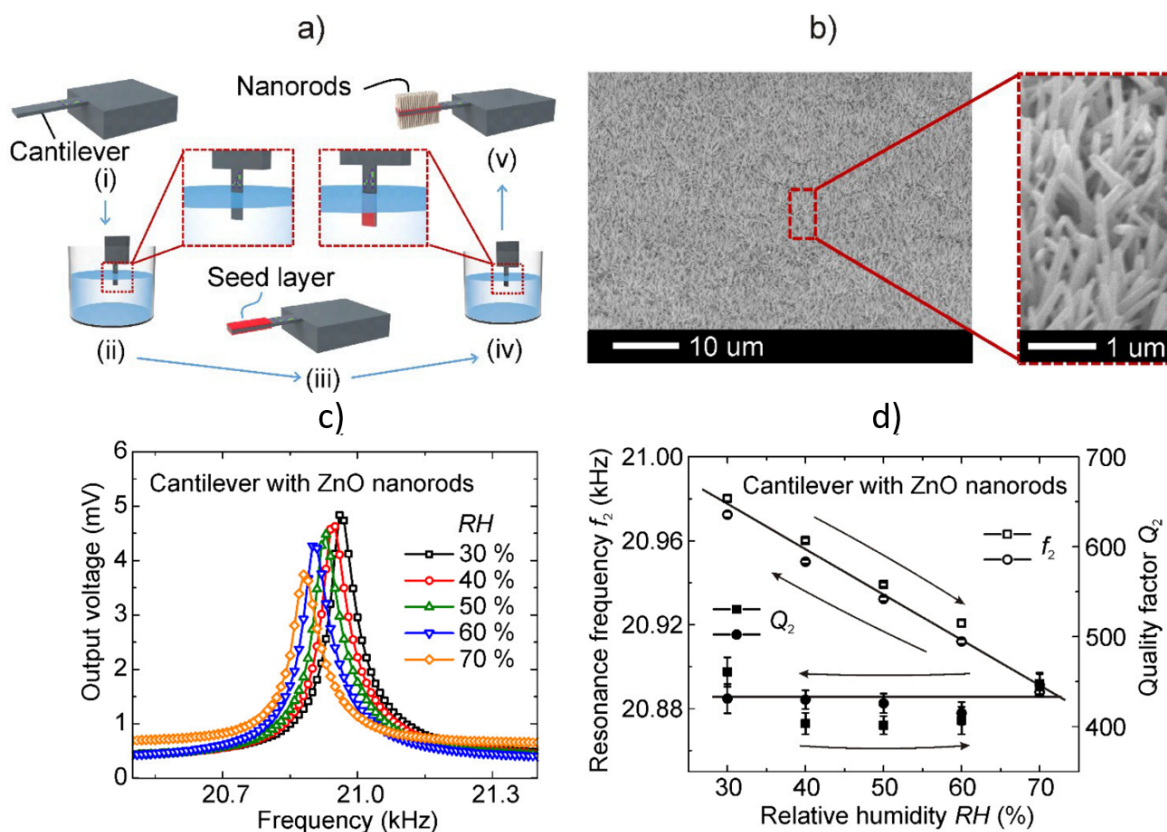 a)
Nanorods
Cantilever
(i)
(v)
Seed layer
(ii)
(iii)
(iv)
b)
10 um
1 um
c)
6
5
4
3
2
1
0
Output voltage (mV)
Cantilever with ZnO nanorods
RH
30 %
40 %
50 %
60 %
70 %
20.7
21.0
21.3
Frequency (kHz)
d)
21.00
20.96
20.92
20.88
Resonance frequency f₂ (kHz)
Cantilever with ZnO nanorods
f₂
Q₂
700
600
500
400
Quality factor Q₂
30
40
50
60
70
Relative humidity RH (%)